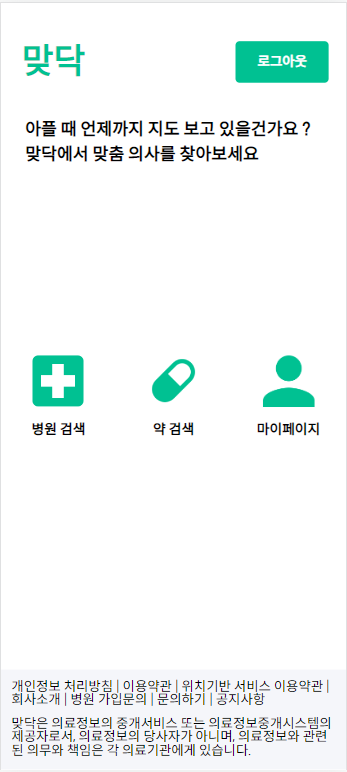 맞닥
로그아웃
아플 때 언제까지 지도 보고 있을건가요 ?
맞닥에서 맞춤 의사를 찾아보세요
병원 검색
약 검색
마이페이지
개인정보 처리방침 | 이용약관 | 위치기반 서비스 이용약관 |
회사소개 | 병원 가입문의 | 문의하기 | 공지사항
맞닥은 의료정보의 중개서비스 또는 의료정보중개시스템의
제공자로서, 의료정보의 당사자가 아니며, 의료정보와 관련
된 의무와 책임은 각 의료기관에게 있습니다.